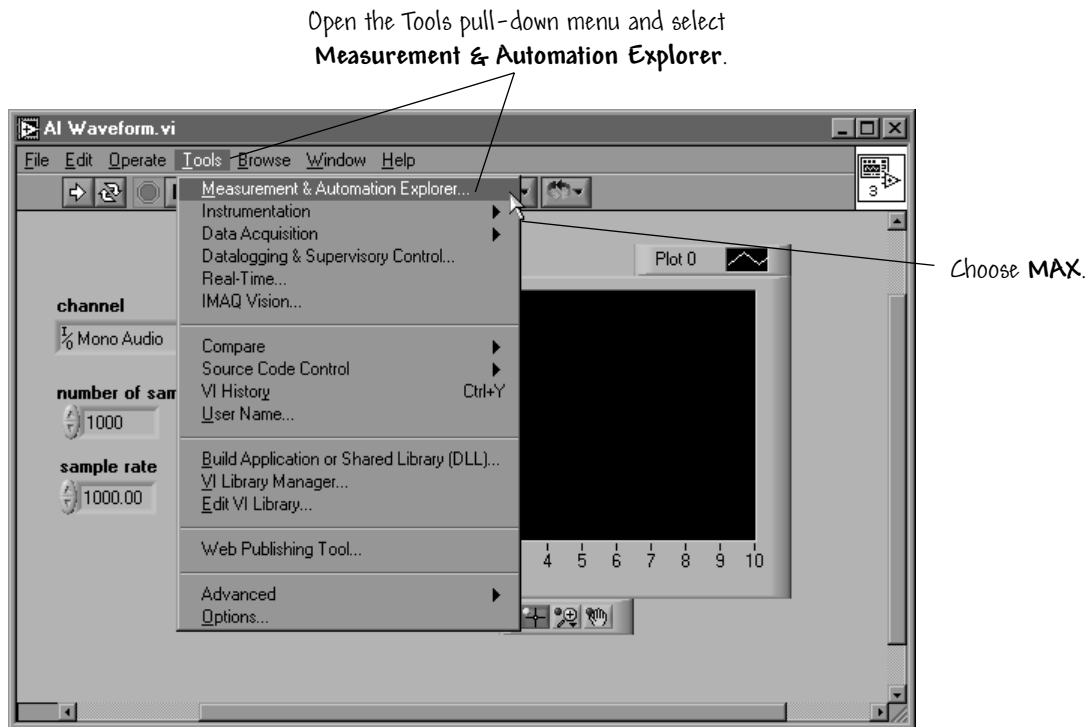 Open the Tools pull-down menu and select
Measurement & Automation Explorer.
AI Waveform.vi
File Edit Operate Tools Browse Window Help
3
Measurement & Automation Explorer...
Instrumentation
Data Acquisition
Datalogging & Supervisory Control...
Real-Time...
IMAQ Vision...
Plot 0
Choose MAX.
channel
Mono Audio
Compare
Source Code Control
VI History Ctrl+Y
User Name...
number of sam
1000
Build Application or Shared Library (DLL)...
VI Library Manager...
Edit VI Library...
sample rate
1000.00
Web Publishing Tool...
4 5 6 7 8 9 10
Advanced
Options...